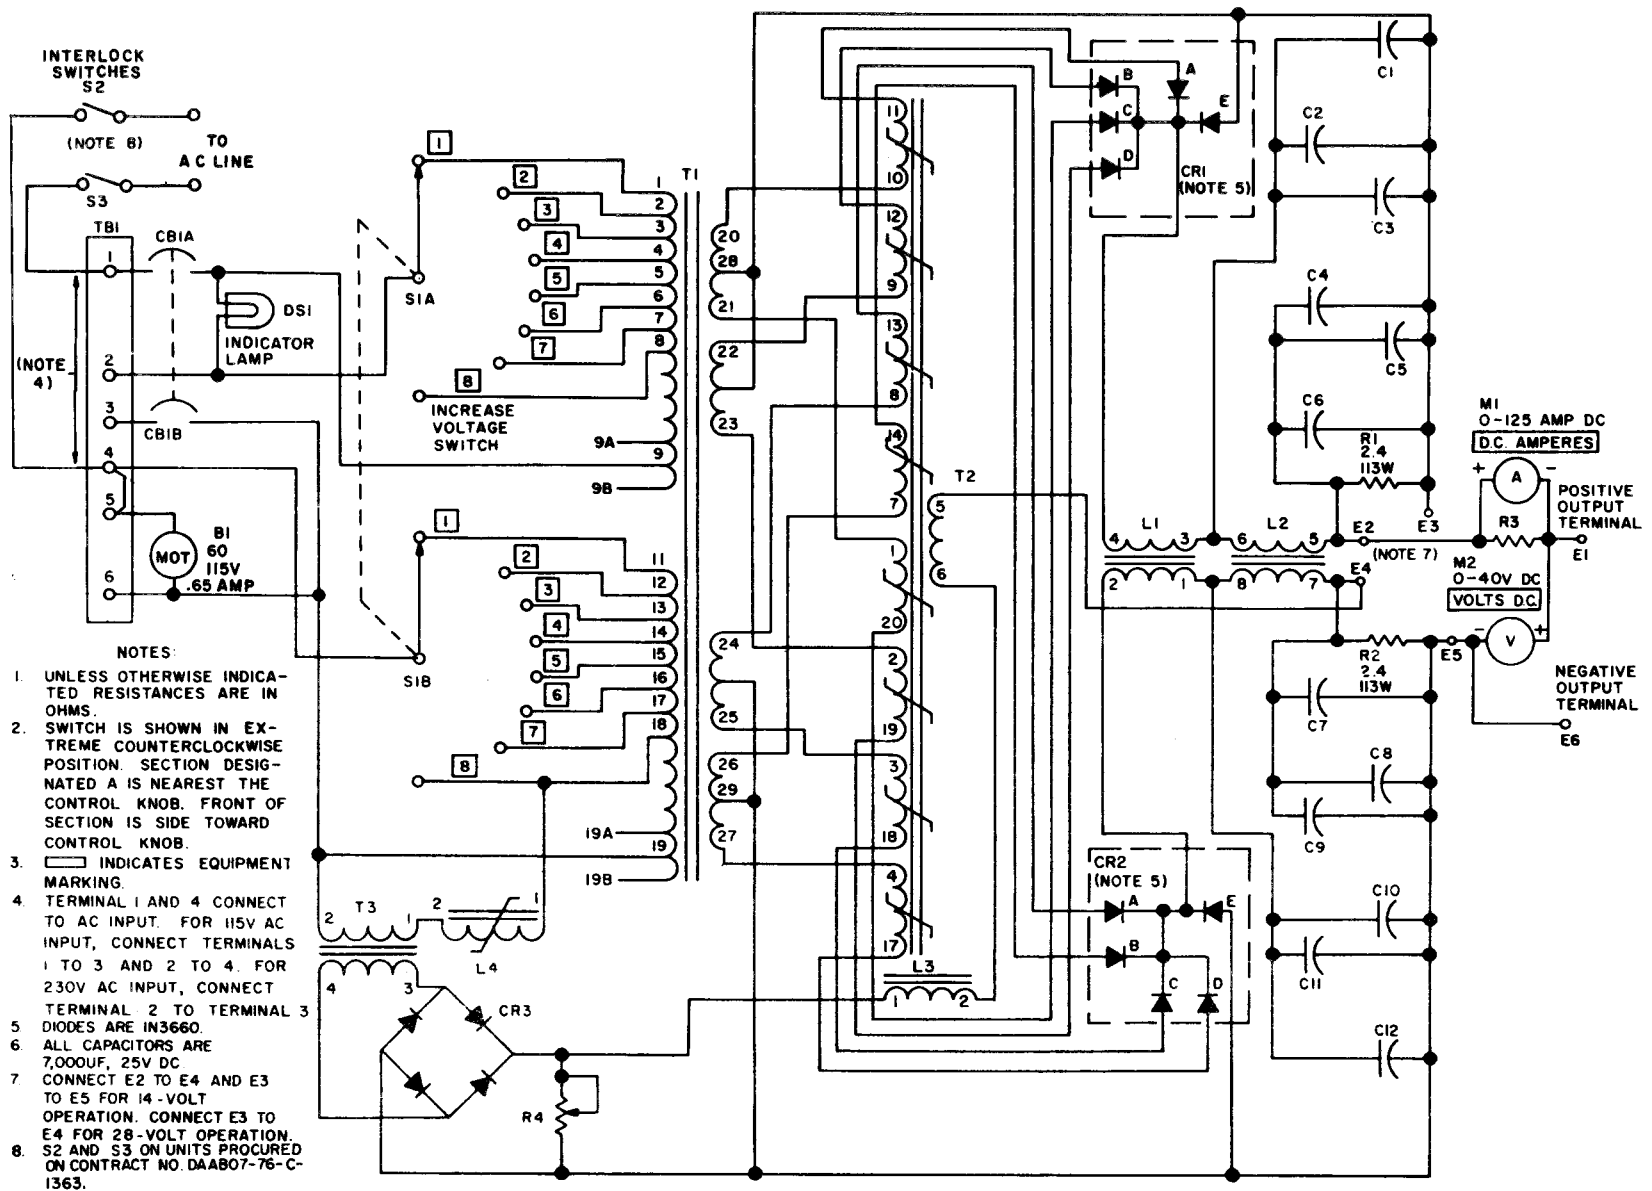 INTERLOCK
SWITCHES
S2
(NOTE 8)
TO
AC LINE
S3
TB1
1
2
3
4
5
6
(NOTE
4)
CB1A
CB1B
DS1
INDICATOR
LAMP
MOT
B1
60
115V
.65 AMP
S1A
1
2
3
4
5
6
7
8
INCREASE
VOLTAGE
SWITCH
S1B
1
2
3
4
5
6
7
8
T1
1
2
3
4
5
6
7
8
9A
9
9B
11
12
13
14
15
16
17
18
19A
19
19B
20
28
21
22
23
24
25
26
29
27
11
10
12
9
13
8
14
7
1
20
2
19
3
18
4
17
T2
5
6
L3
1
2
T3
2
1
4
3
L4
2
1
CR3
R4
B
A
C
E
D
CR1
(NOTE 5)
CR2
(NOTE 5)
A
E
B
C
D
L1
4
3
2
1
L2
6
5
8
7
C1
C2
C3
C4
C5
C6
R1
2.4
113W
E3
E2
(NOTE 7)
E4
M1
0-125 AMP DC
D.C. AMPERES
+
-
A
R3
POSITIVE
OUTPUT
TERMINAL
E1
M2
0-40V DC
VOLTS D.C.
-
+
V
E5
R2
2.4
113W
NEGATIVE
OUTPUT
TERMINAL
E6
C7
C8
C9
C10
C11
C12
NOTES:
1. UNLESS OTHERWISE INDICA-
TED RESISTANCES ARE IN
OHMS.
2. SWITCH IS SHOWN IN EX-
TREME COUNTERCLOCKWISE
POSITION. SECTION DESIG-
NATED A IS NEAREST THE
CONTROL KNOB. FRONT OF
SECTION IS SIDE TOWARD
CONTROL KNOB.
3. INDICATES EQUIPMENT
MARKING.
4. TERMINAL 1 AND 4 CONNECT
TO AC INPUT. FOR 115V AC
INPUT, CONNECT TERMINALS
1 TO 3 AND 2 TO 4. FOR
230V AC INPUT, CONNECT
TERMINAL 2 TO TERMINAL 3
5 DIODES ARE IN3660.
6. ALL CAPACITORS ARE
7,000UF, 25V DC
7 CONNECT E2 TO E4 AND E3
TO E5 FOR 14-VOLT
OPERATION. CONNECT E3 TO
E4 FOR 28-VOLT OPERATION.
8. S2 AND S3 ON UNITS PROCURED
ON CONTRACT NO. DAAB07-76-C-
1363.